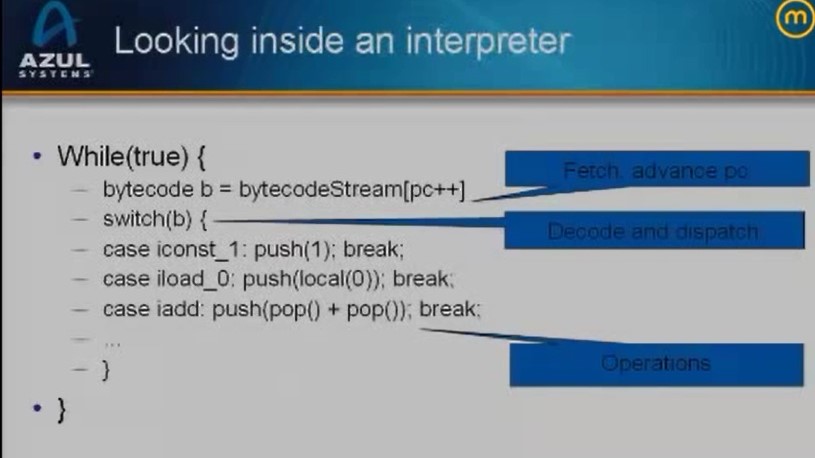 AZUL
SYSTEMS
m
Looking inside an interpreter
• While(true) {
– bytecode b = bytecodeStream[pc++]
– switch(b) {
– case iconst_1: push(1); break;
– case iload_0: push(local(0)); break;
– case iadd: push(pop() + pop()); break;
– ...
– }
• }
Fetch, advance pc
Decode and dispatch
Operations